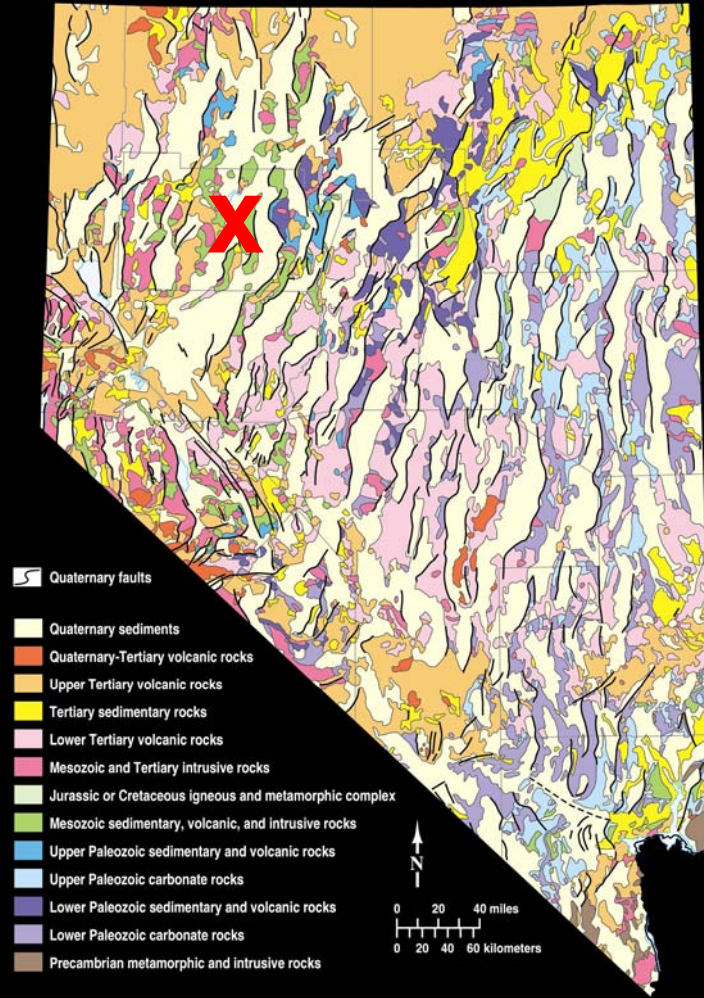 X
Quaternary faults
Quaternary sediments
Quaternary-Tertiary volcanic rocks
Upper Tertiary volcanic rocks
Tertiary sedimentary rocks
Lower Tertiary volcanic rocks
Mesozoic and Tertiary intrusive rocks
Jurassic or Cretaceous igneous and metamorphic complex
Mesozoic sedimentary, volcanic, and intrusive rocks
Upper Paleozoic sedimentary and volcanic rocks
Upper Paleozoic carbonate rocks
Lower Paleozoic sedimentary and volcanic rocks
Lower Paleozoic carbonate rocks
Precambrian metamorphic and intrusive rocks
N
0 20 40 miles
0 20 40 60 kilometers